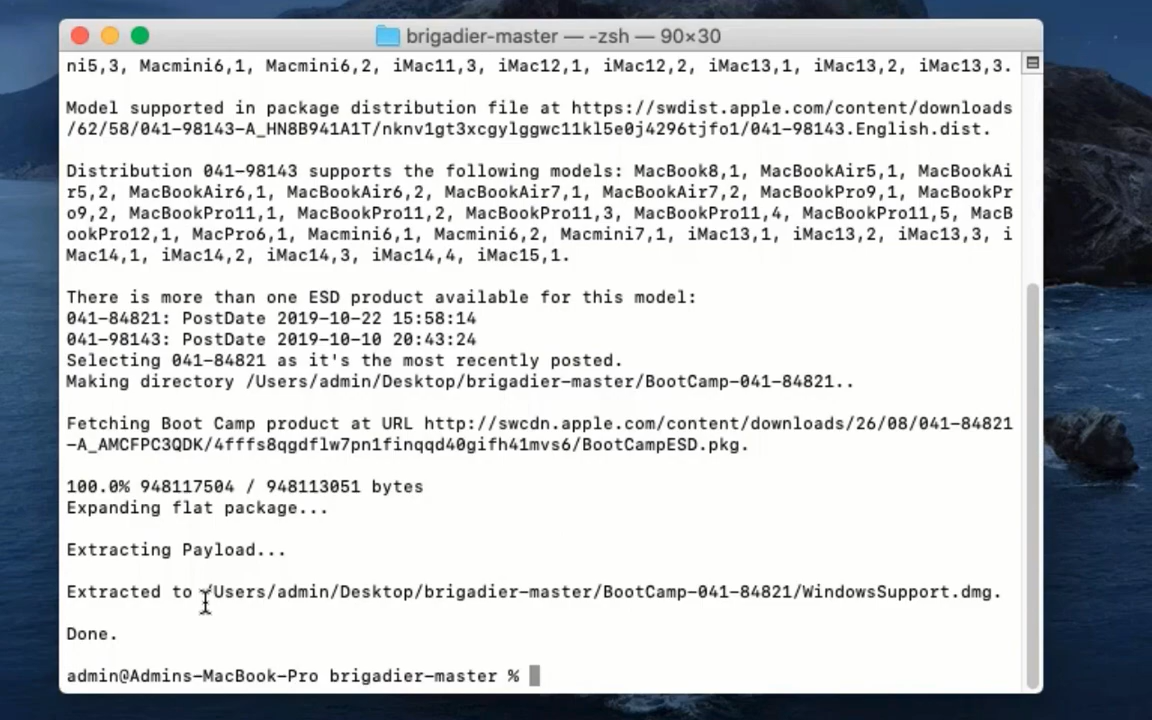 brigadier-master — -zsh — 90×30
ni5,3, Macmini6,1, Macmini6,2, iMac11,3, iMac12,1, iMac12,2, iMac13,1, iMac13,2, iMac13,3.
Model supported in package distribution file at https://swdist.apple.com/content/downloads
/62/58/041-98143-A_HN8B941A1T/nknv1gt3xcgylggwc11kl5e0j4296tjfo1/041-98143.English.dist.
Distribution 041-98143 supports the following models: MacBook8,1, MacBookAir5,1, MacBookAi
r5,2, MacBookAir6,1, MacBookAir6,2, MacBookAir7,1, MacBookAir7,2, MacBookPro9,1, MacBookPr
o9,2, MacBookPro11,1, MacBookPro11,2, MacBookPro11,3, MacBookPro11,4, MacBookPro11,5, MacB
ookPro12,1, MacPro6,1, Macmini6,1, Macmini6,2, Macmini7,1, iMac13,1, iMac13,2, iMac13,3, i
Mac14,1, iMac14,2, iMac14,3, iMac14,4, iMac15,1.
There is more than one ESD product available for this model:
041-84821: PostDate 2019-10-22 15:58:14
041-98143: PostDate 2019-10-10 20:43:24
Selecting 041-84821 as it's the most recently posted.
Making directory /Users/admin/Desktop/brigadier-master/BootCamp-041-84821..
Fetching Boot Camp product at URL http://swcdn.apple.com/content/downloads/26/08/041-84821
-A_AMCFPC3QDK/4fffs8qgdflw7pn1finqqd40gifh41mvs6/BootCampESD.pkg.
100.0% 948117504 / 948113051 bytes
Expanding flat package...
Extracting Payload...
Extracted to /Users/admin/Desktop/brigadier-master/BootCamp-041-84821/WindowsSupport.dmg.
Done.
admin@Admins-MacBook-Pro brigadier-master %